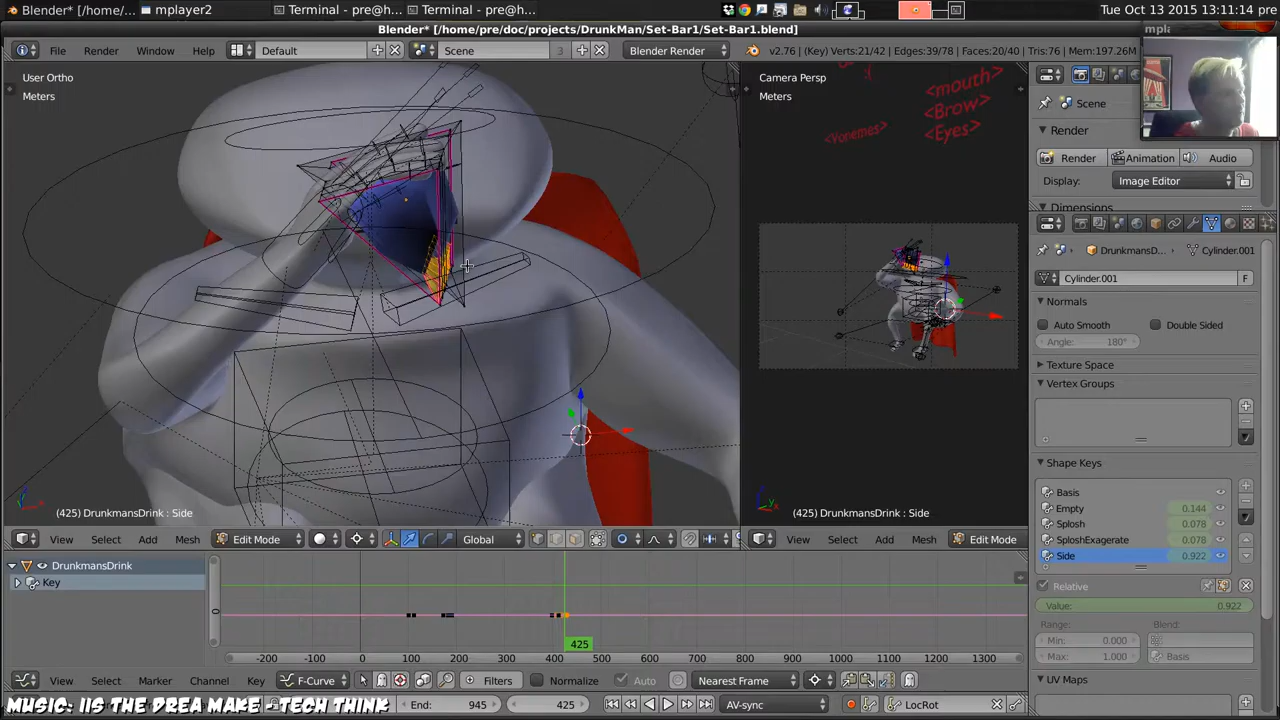 Blender* [/home/pre/doc mplayer2 Terminal - pre@h... Terminal - pre@h... Tue Oct 13 2015 13:11:14 pre
Blender* [/home/pre/doc/projects/DrunkMan/Set-Bar1/Set-Bar1.blend] mpla
File Render Window Help Default Scene 3 Blender Render v2.76 | (Key) Verts:21/42 | Edges:39/78 | Faces:20/40 | Tris:76 | Mem:197.26M
User Ortho
Meters
Camera Persp
Meters
<mouth>
<Brow>
<Vonemes>
<Eyes>
Scene
Render
Render Animation Audio
Display: Image Editor
Dimensions
DrunkmansD... Cylinder.001
Cylinder.001 F
Normals
Auto Smooth Double Sided
Angle: 180°
Texture Space
Vertex Groups
Shape Keys
Basis
Empty 0.144
Splosh 0.078
SploshExagerate 0.078
Side 0.922
Relative
Value: 0.922
Range: Blend:
Min: 0.000
Max: 1.000 Basis
UV Maps
(425) DrunkmansDrink : Side
(425) DrunkmansDrink : Side
View Select Add Mesh Edit Mode Global
View Select Add Mesh Edit Mode
DrunkmansDrink
Key
425
-200 -100 0 100 200 300 400 500 600 700 800 900 1000 1100 1200 1300
View Select Marker Channel Key F-Curve Filters Normalize Auto Nearest Frame
MUSIC: IIS THE DREA MAKE - TECH THINK
End: 945 425 AV-sync LocRot